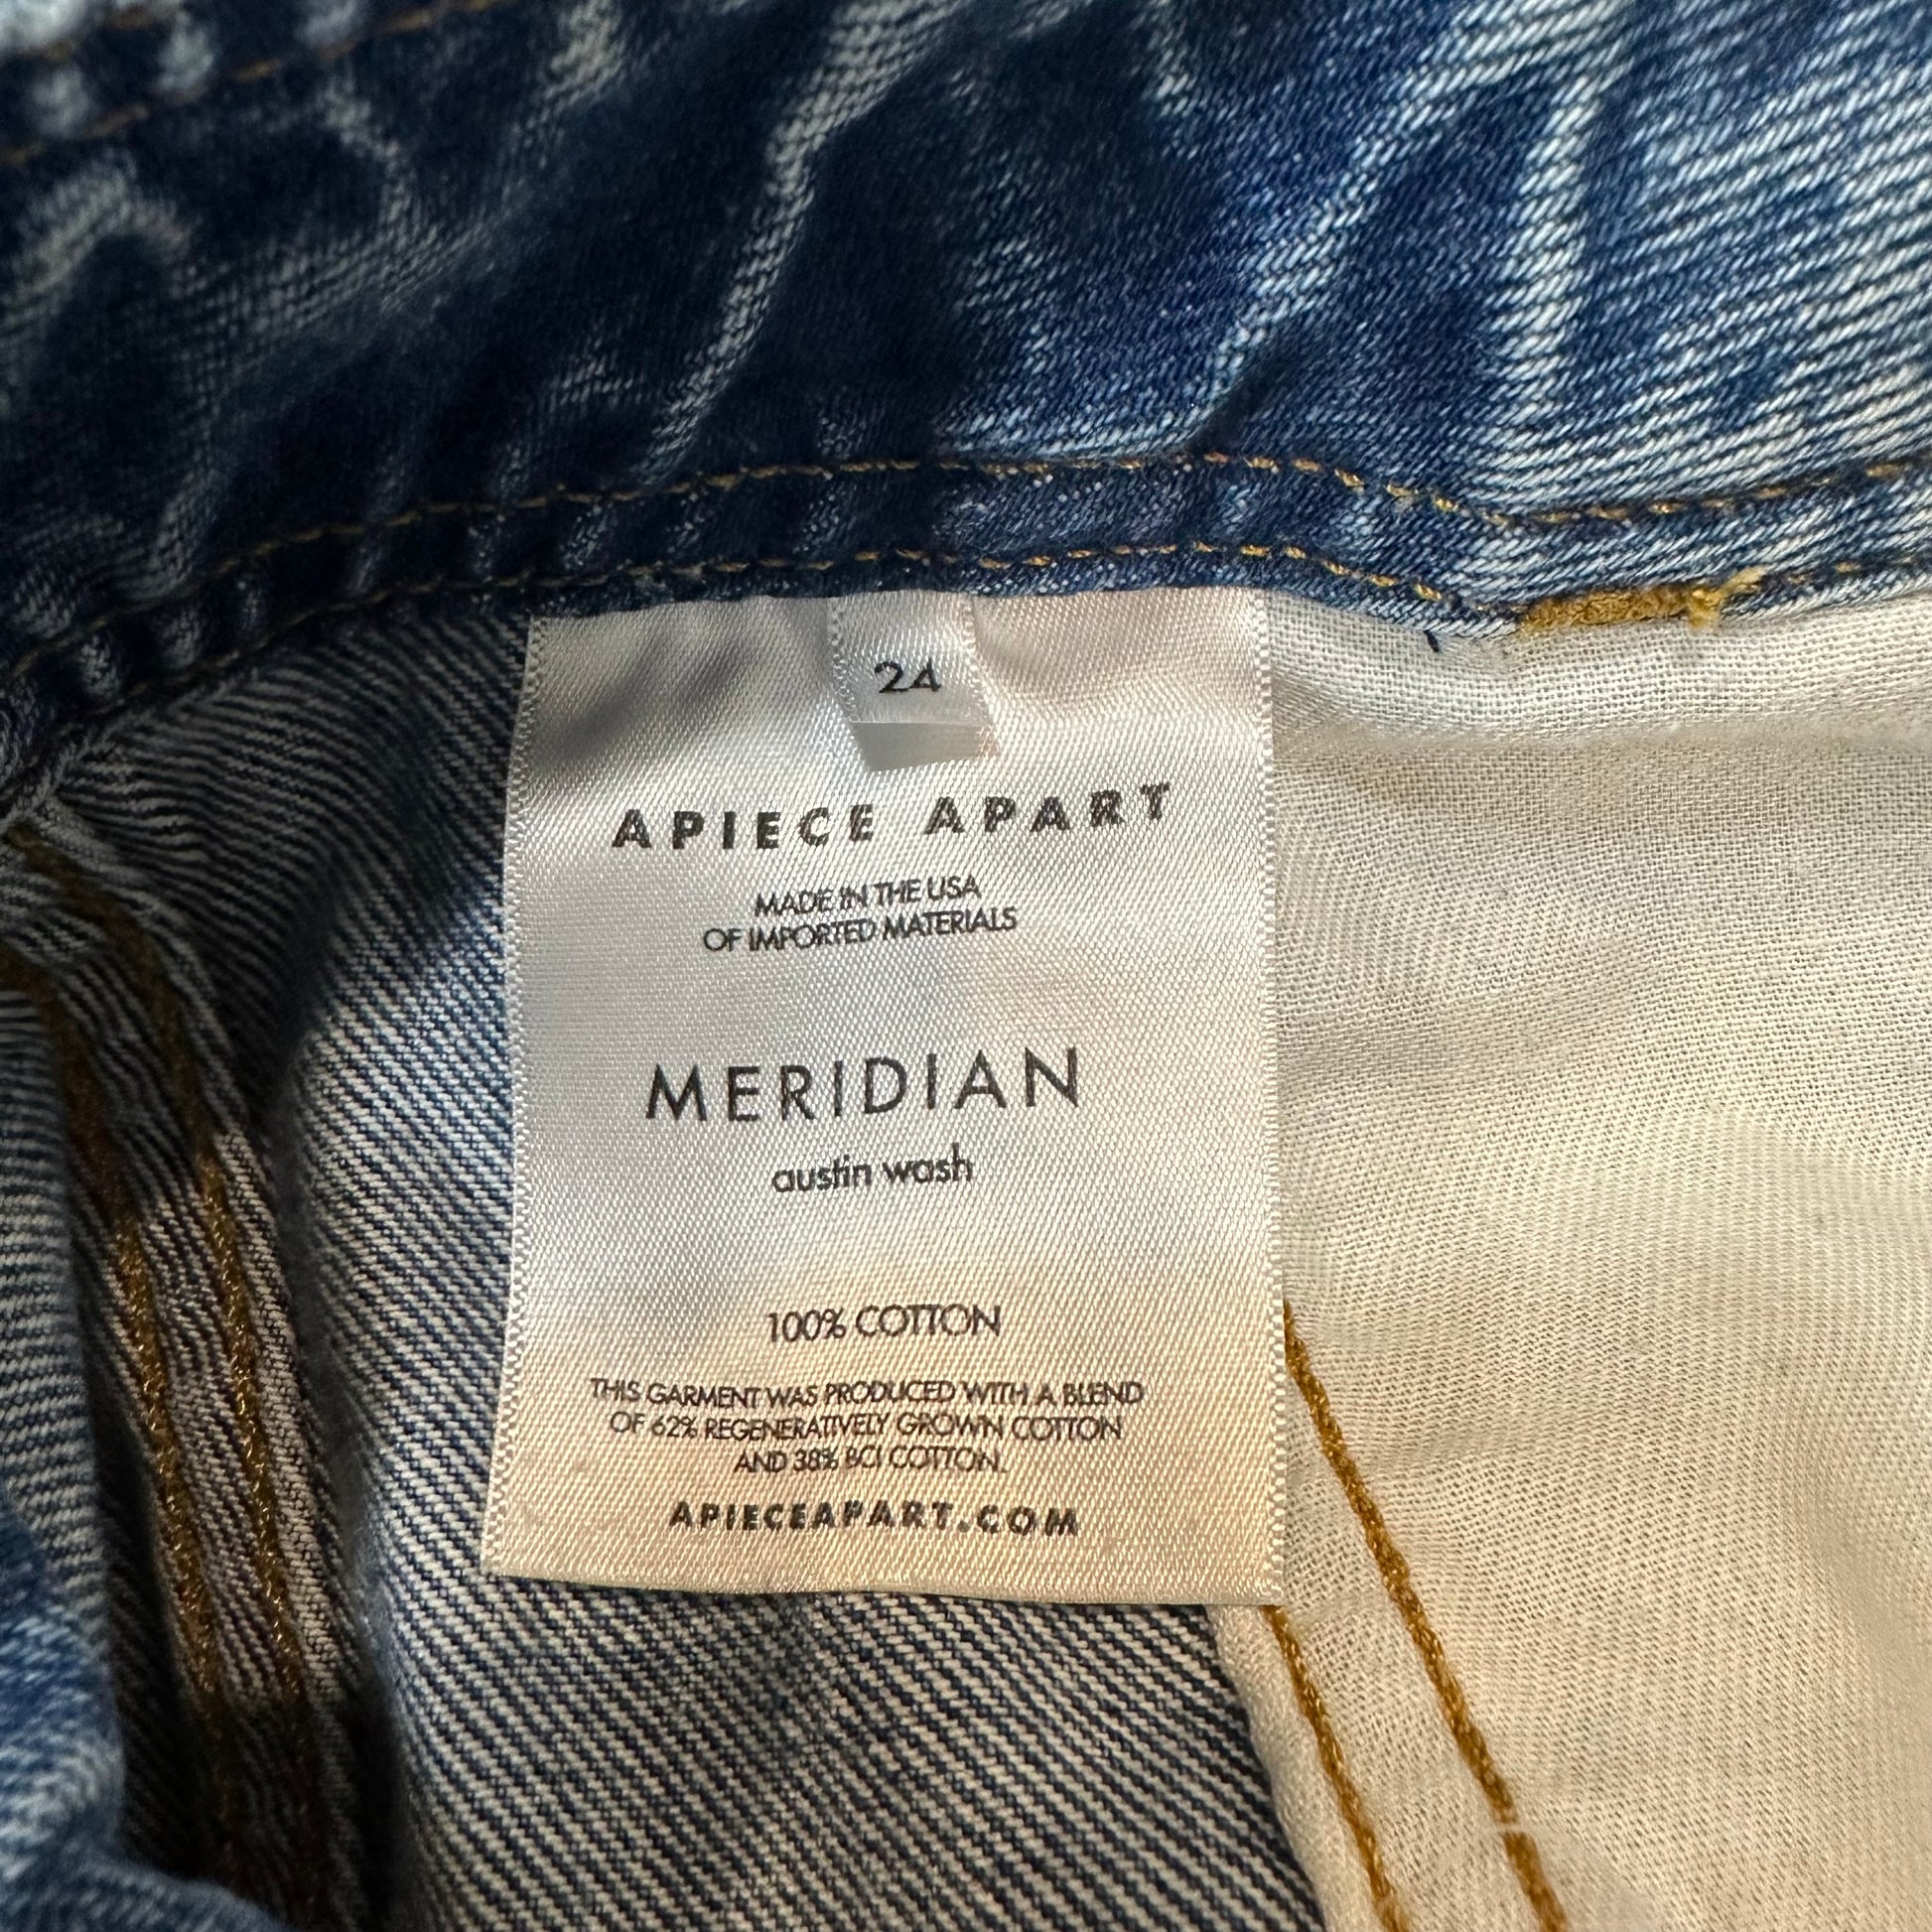 24
APIECE APART
MADE IN THE USA
OF IMPORTED MATERIALS
MERIDIAN
austin wash
100% COTTON
THIS GARMENT WAS PRODUCED WITH A BLEND
OF 62% REGENERATIVELY GROWN COTTON
AND 38% BCI COTTON.
APIECEAPART.COM